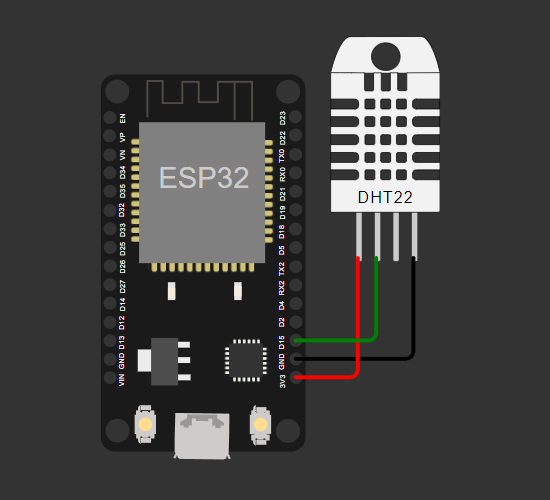 ESP32
DHT22
EN
VP
VN
D34
D35
D32
D33
D25
D26
D27
D14
D12
D13
GND
VIN
D23
D22
TX0
RX0
D21
D19
D18
D5
TX2
RX2
D4
D2
D15
GND
3V3